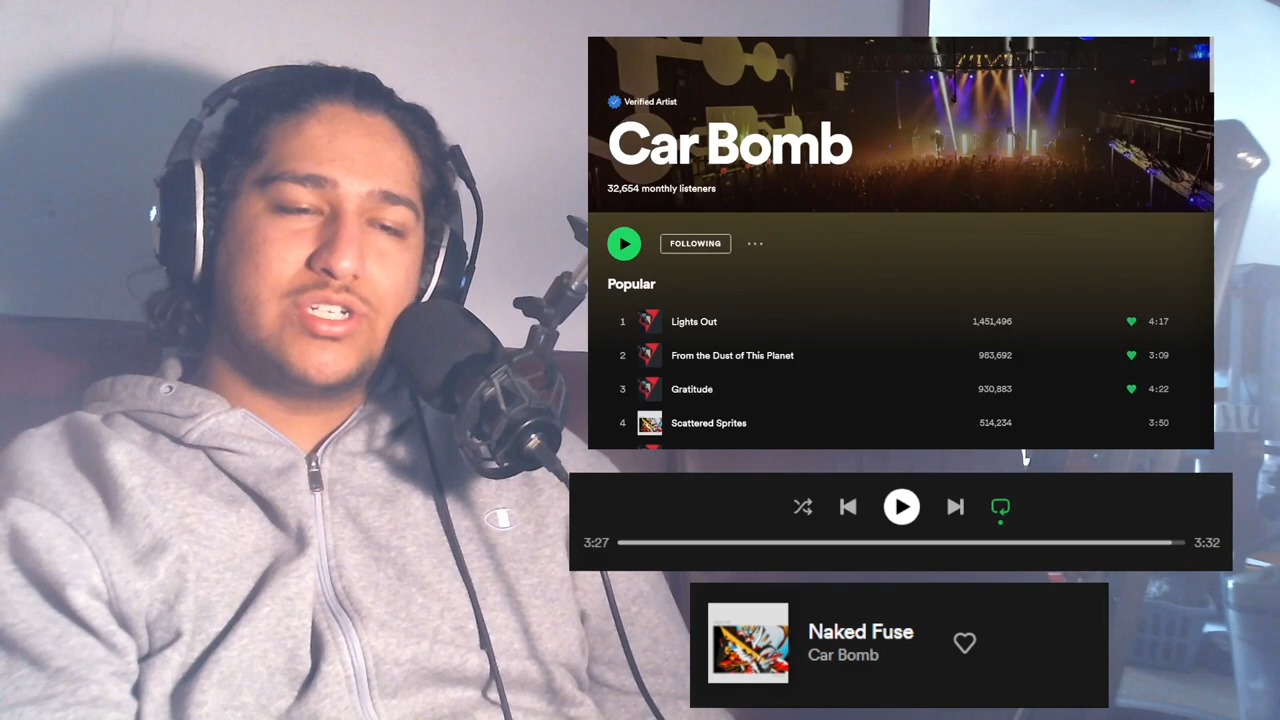 Verified Artist
Car Bomb
32,654 monthly listeners
FOLLOWING
Popular
1 Lights Out 1,451,496 4:17
2 From the Dust of This Planet 983,692 3:09
3 Gratitude 930,883 4:22
4 Scattered Sprites 514,234 3:50
3:27 3:32
Naked Fuse
Car Bomb